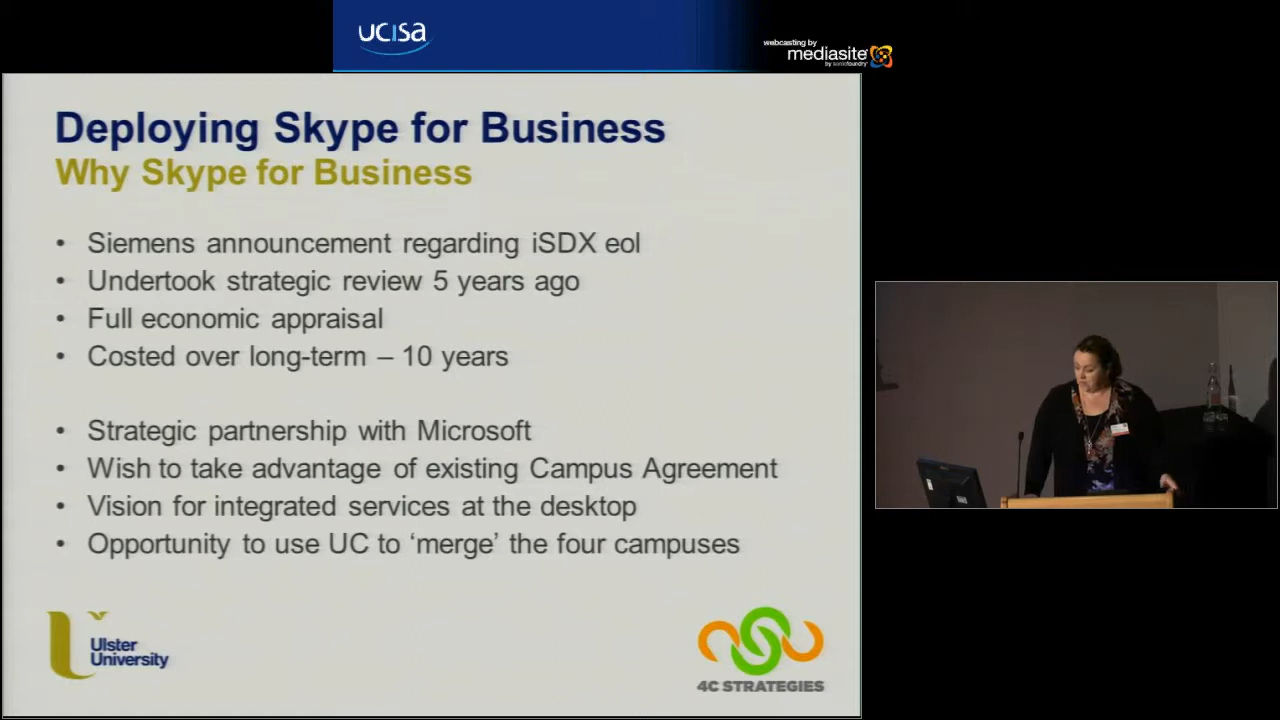 ucisa
webcasting by
mediasite
by sonicfoundry
Deploying Skype for Business
Why Skype for Business
• Siemens announcement regarding iSDX eol
• Undertook strategic review 5 years ago
• Full economic appraisal
• Costed over long-term – 10 years
• Strategic partnership with Microsoft
• Wish to take advantage of existing Campus Agreement
• Vision for integrated services at the desktop
• Opportunity to use UC to ‘merge’ the four campuses
Ulster
University
4C STRATEGIES